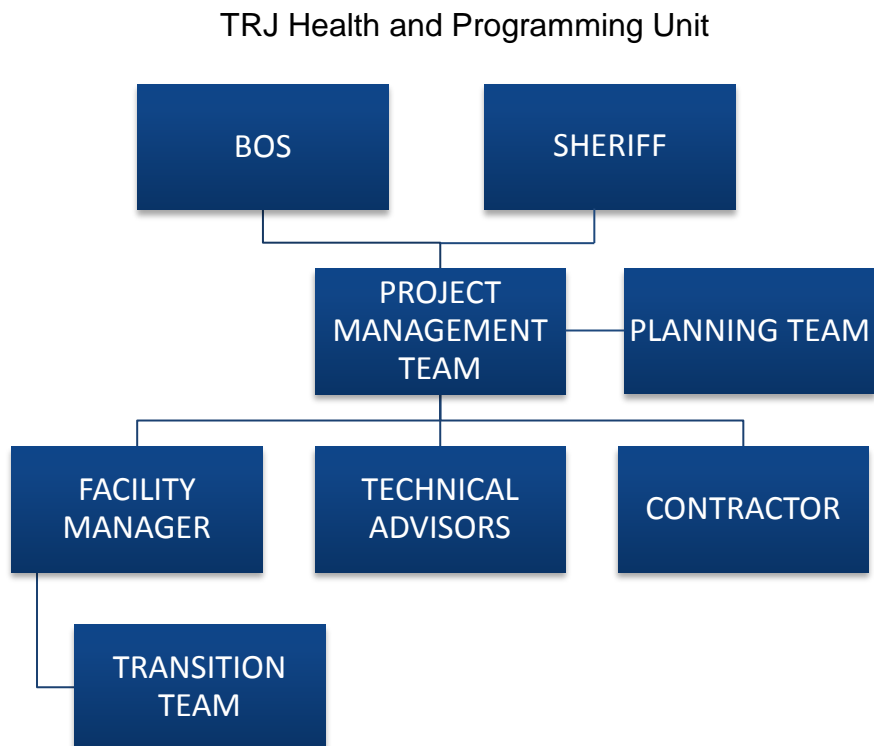 TRJ Health and Programming Unit
BOS
SHERIFF
PROJECT
MANAGEMENT
TEAM
PLANNING TEAM
FACILITY
MANAGER
TECHNICAL
ADVISORS
CONTRACTOR
TRANSITION
TEAM